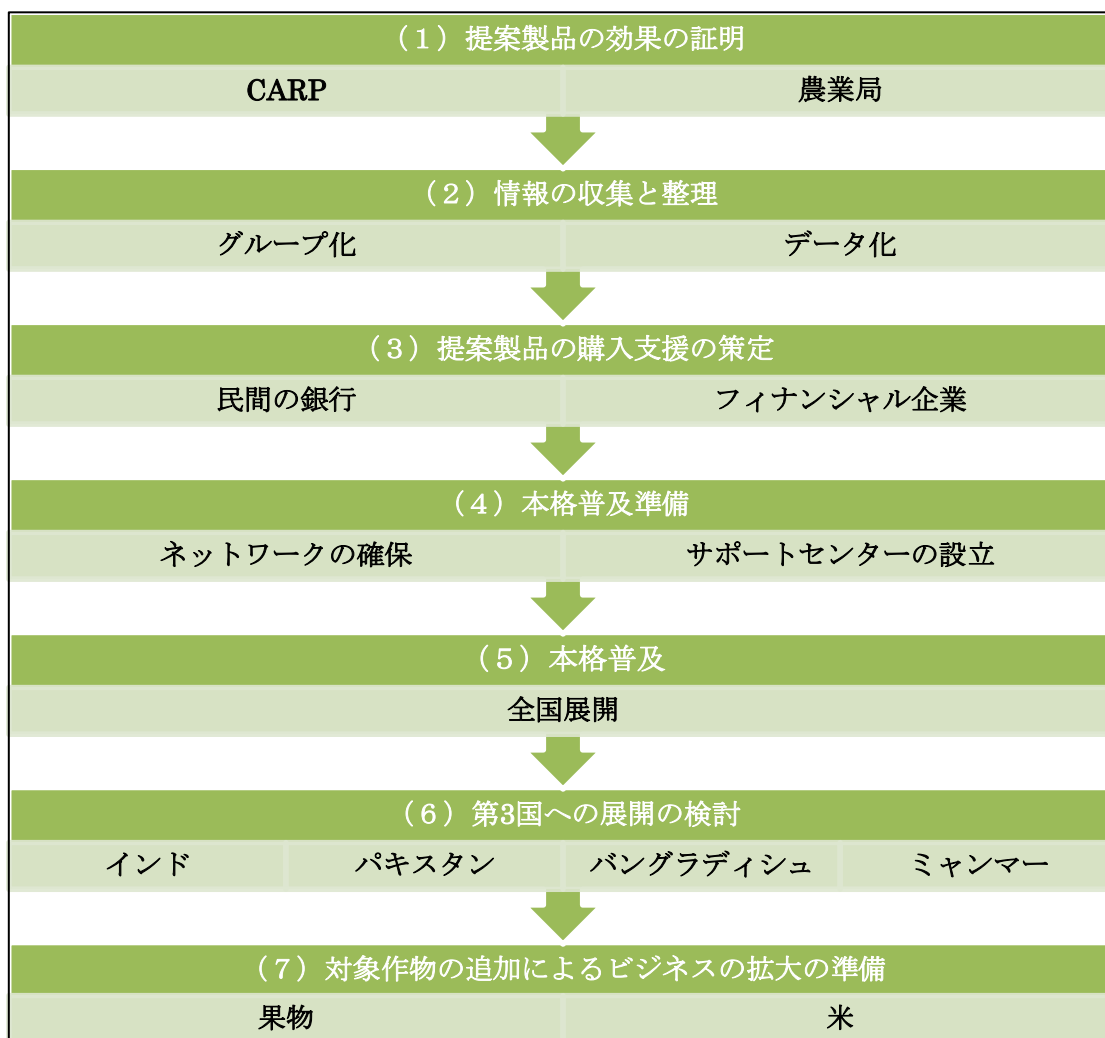 (1)提案製品の効果の証明
CARP 農業局
(2)情報の収集と整理
グループ化 データ化
(3)提案製品の購入支援の策定
民間の銀行 フィナンシャル企業
(4)本格普及準備
ネットワークの確保 サポートセンターの設立
(5)本格普及
全国展開
(6)第3国への展開の検討
インド パキスタン バングラディシュ ミャンマー
(7)対象作物の追加によるビジネスの拡大の準備
果物 米